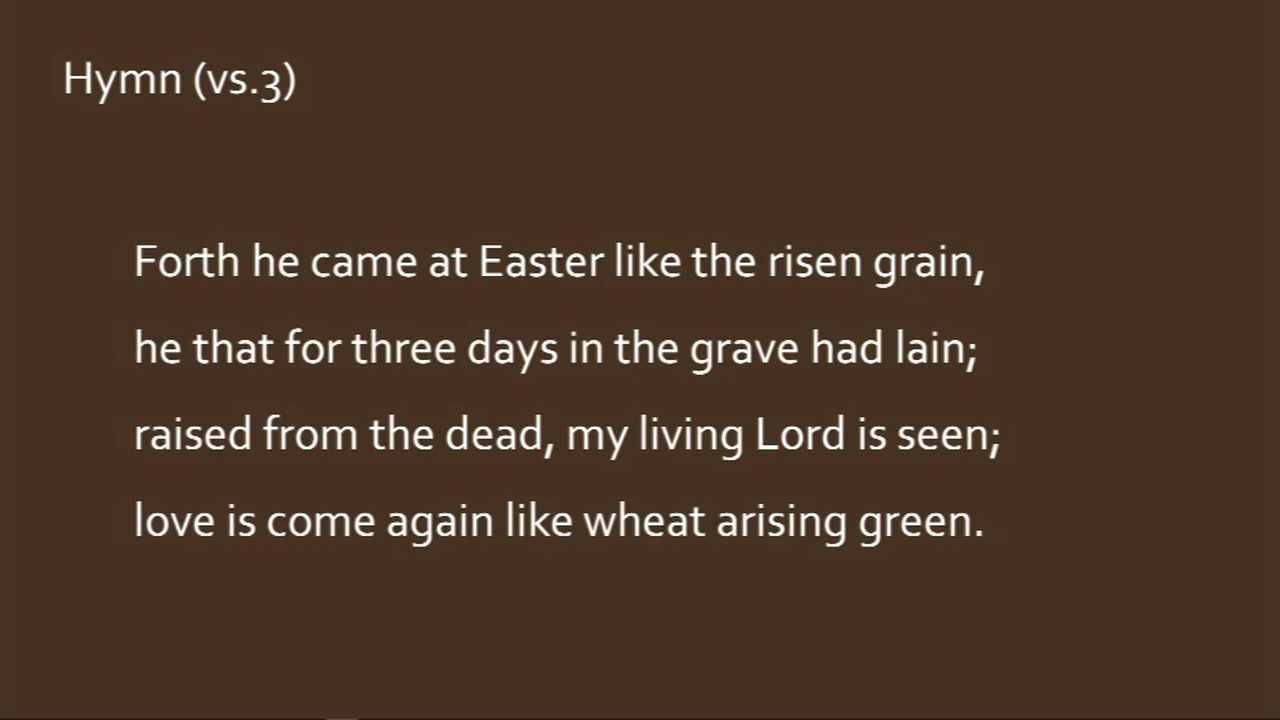 Hymn (vs.3)
Forth he came at Easter like the risen grain,
he that for three days in the grave had lain;
raised from the dead, my living Lord is seen;
love is come again like wheat arising green.